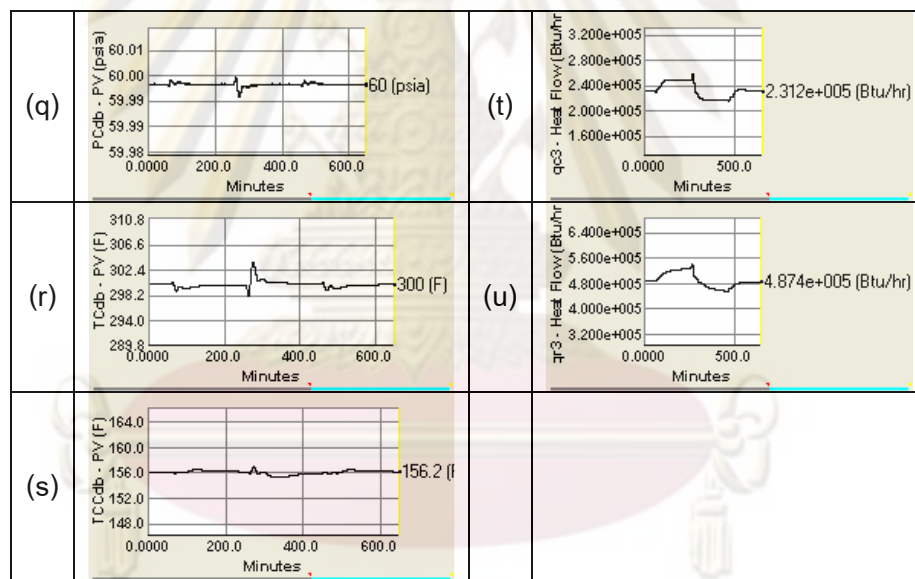 (q)
PCdb - PV (psia)
60.01
60.00
59.99
59.99
59.98
0.0000 200.0 400.0 600.0
Minutes
60 (psia)
(t)
qc3 - Heat Flow (Btu/hr
3.200e+005
2.800e+005
2.400e+005
2.000e+005
1.600e+005
0.0000 500.0
Minutes
2.312e+005 (Btu/hr)
(r)
TCdb - PV (F)
310.8
306.6
302.4
298.2
294.0
289.8
0.0000 200.0 400.0 600.0
Minutes
300 (F)
(u)
qr3 - Heat Flow (Btu/hr
6.400e+005
5.600e+005
4.800e+005
4.000e+005
3.200e+005
0.0000 500.0
Minutes
4.874e+005 (Btu/hr)
(s)
TCCdb - PV (F)
164.0
160.0
156.0
152.0
148.0
0.0000 200.0 400.0 600.0
Minutes
156.2 (F